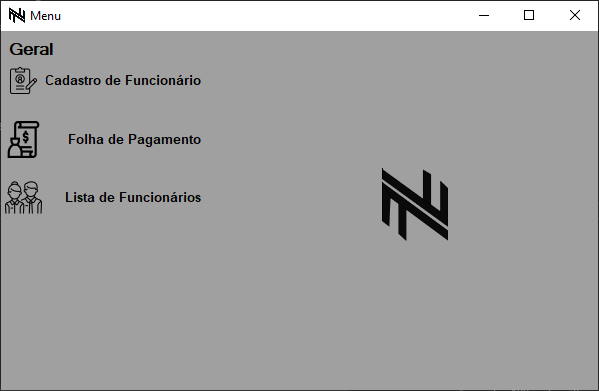 Menu
Geral
Cadastro de Funcionário
Folha de Pagamento
Lista de Funcionários